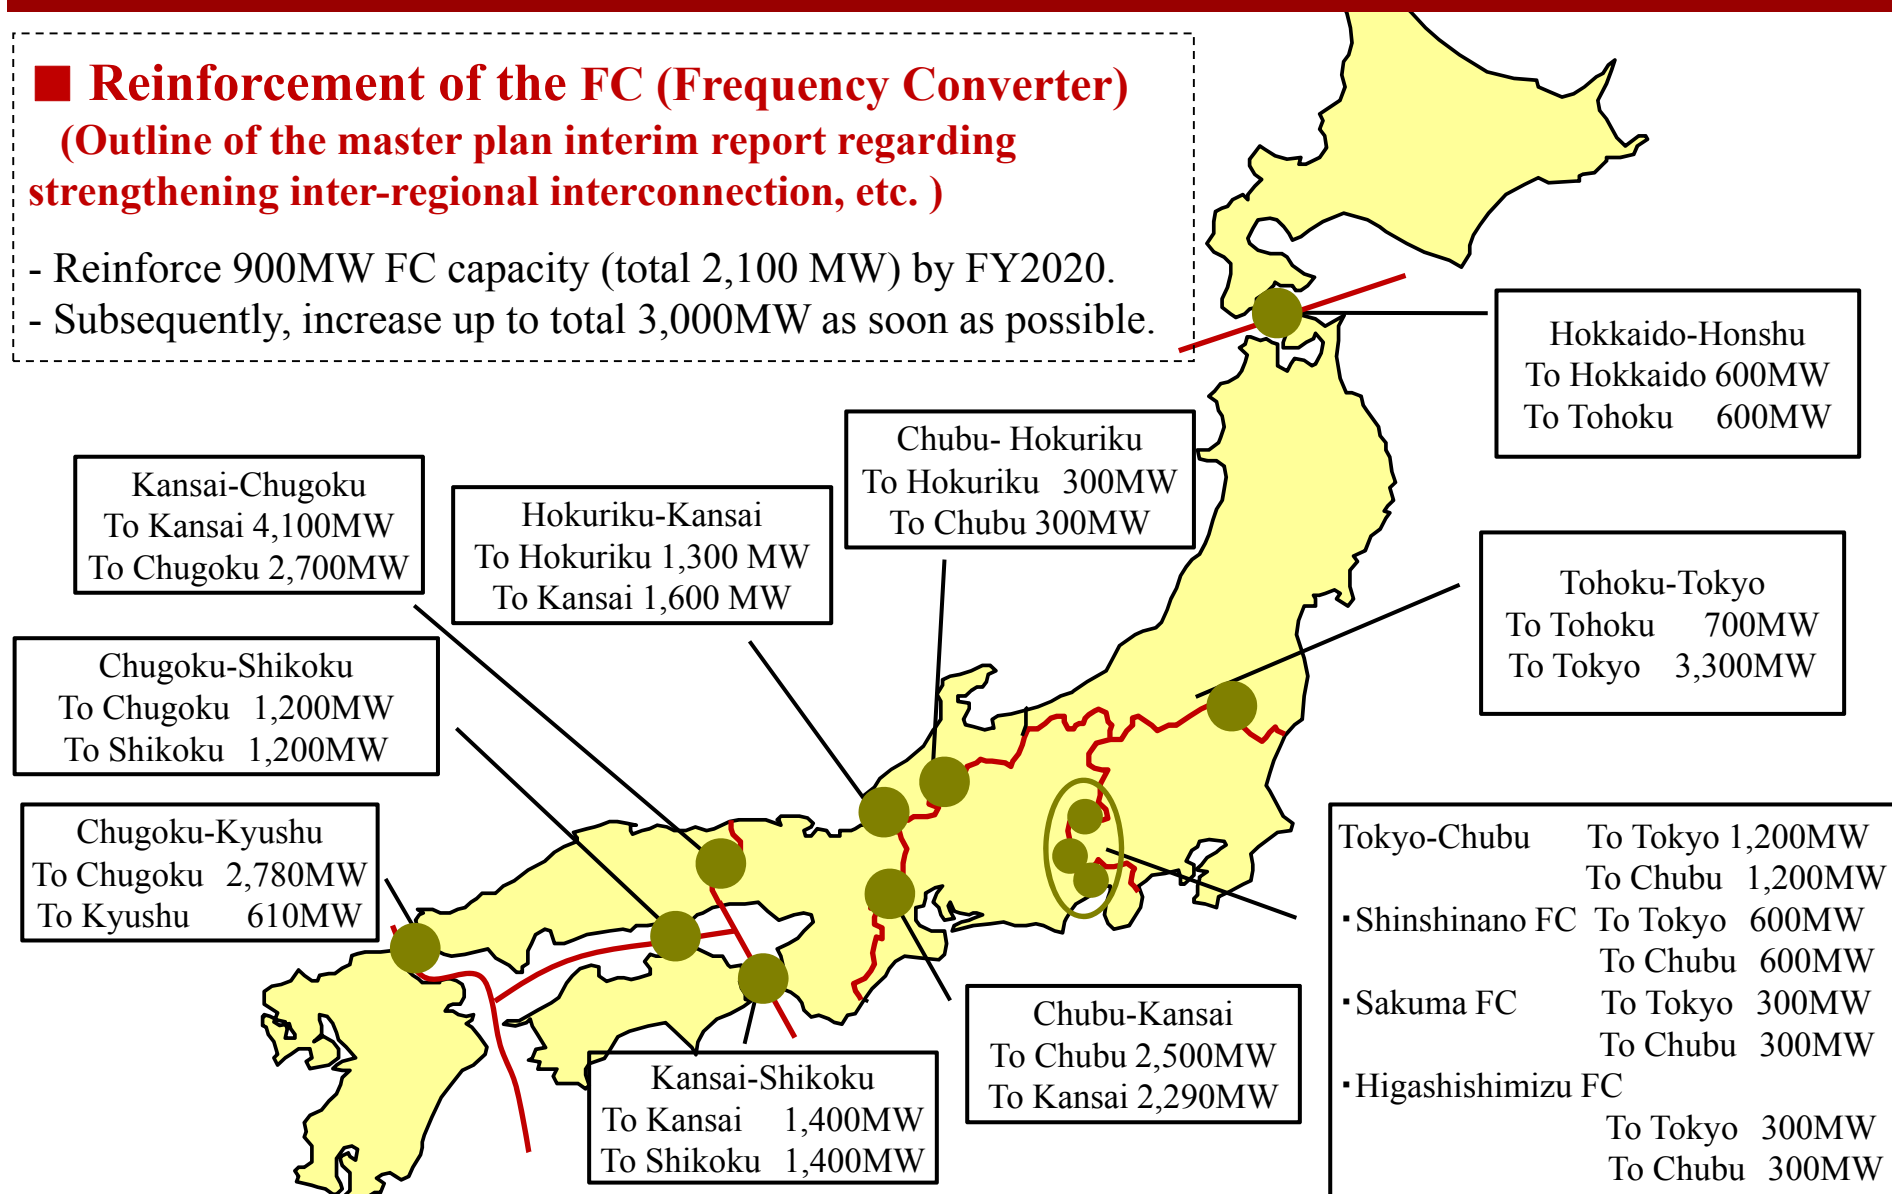 ■ Reinforcement of the FC (Frequency Converter)
(Outline of the master plan interim report regarding
strengthening inter-regional interconnection, etc. )
- Reinforce 900MW FC capacity (total 2,100 MW) by FY2020.
- Subsequently, increase up to total 3,000MW as soon as possible.
Hokkaido-Honshu
To Hokkaido 600MW
To Tohoku 600MW
Chubu- Hokuriku
To Hokuriku 300MW
To Chubu 300MW
Kansai-Chugoku
To Kansai 4,100MW
To Chugoku 2,700MW
Hokuriku-Kansai
To Hokuriku 1,300 MW
To Kansai 1,600 MW
Tohoku-Tokyo
To Tohoku 700MW
To Tokyo 3,300MW
Chugoku-Shikoku
To Chugoku 1,200MW
To Shikoku 1,200MW
Chugoku-Kyushu
To Chugoku 2,780MW
To Kyushu 610MW
Tokyo-Chubu To Tokyo 1,200MW
To Chubu 1,200MW
・Shinshinano FC To Tokyo 600MW
To Chubu 600MW
・Sakuma FC To Tokyo 300MW
To Chubu 300MW
・Higashishimizu FC
To Tokyo 300MW
To Chubu 300MW
Chubu-Kansai
To Chubu 2,500MW
To Kansai 2,290MW
Kansai-Shikoku
To Kansai 1,400MW
To Shikoku 1,400MW